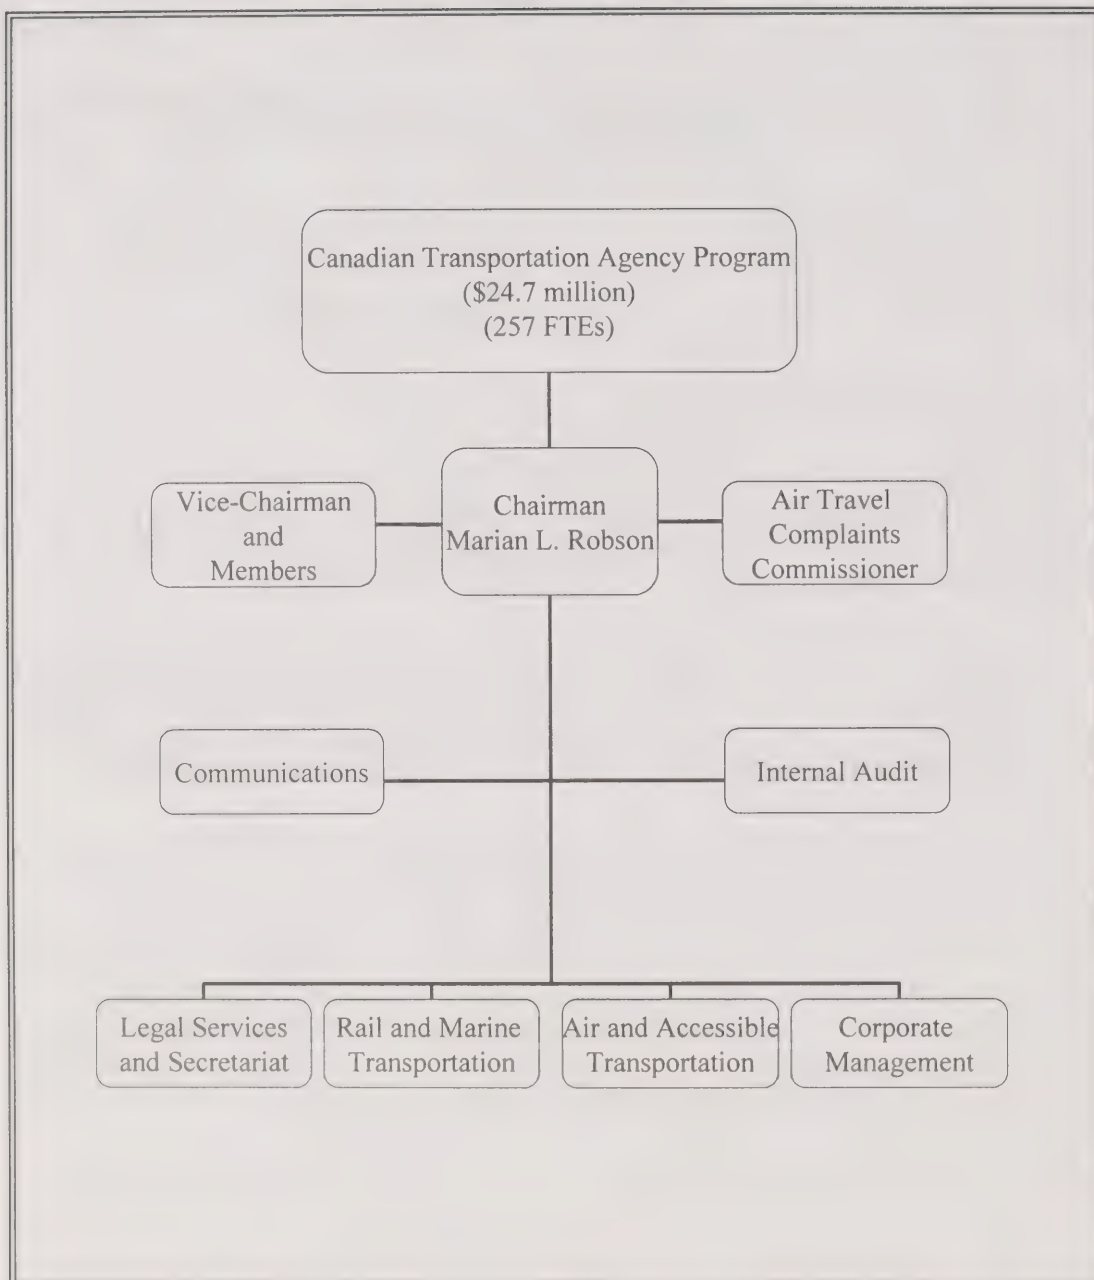 Canadian Transportation Agency Program
($24.7 million)
(257 FTEs)
Vice-Chairman
and
Members
Chairman
Marian L. Robson
Air Travel
Complaints
Commissioner
Communications
Internal Audit
Legal Services
and Secretariat
Rail and Marine
Transportation
Air and Accessible
Transportation
Corporate
Management